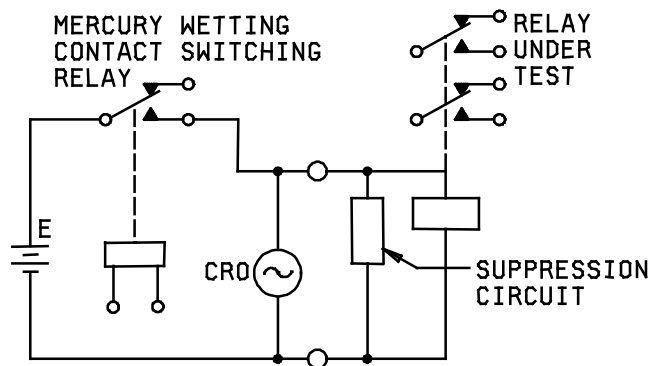 MERCURY WETTING
CONTACT SWITCHING
RELAY
RELAY
UNDER
TEST
E
CRO
SUPPRESSION
CIRCUIT